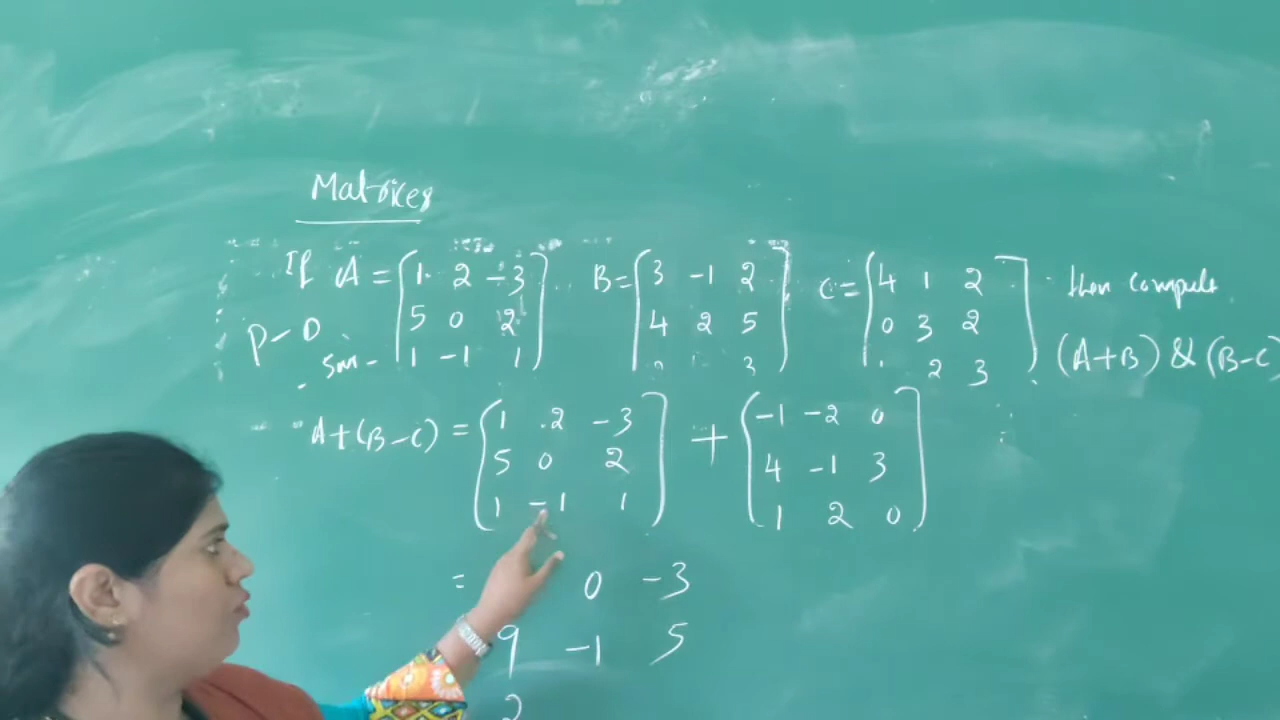 Matrices
If A = [1 2 -3 B = [3 -1 2 C = [4 1 2 then compute
P-D 5 0 2 4 2 5 0 3 2
Sm- 1 -1 1] 3] 1 2 3] (A+B) & (B-C)
A+(B-C) = [1 2 -3 + [-1 -2 0
5 0 2 4 -1 3
1 -1 1] 1 2 0]
= 0 -3
9 -1 5
2